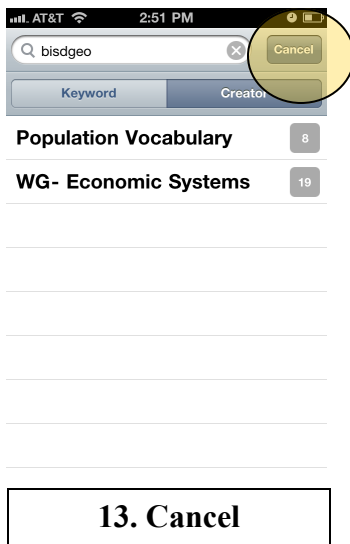 AT&T 2:51 PM
bisdgeo Cancel
Keyword Creator
Population Vocabulary 8
WG- Economic Systems 19
13. Cancel